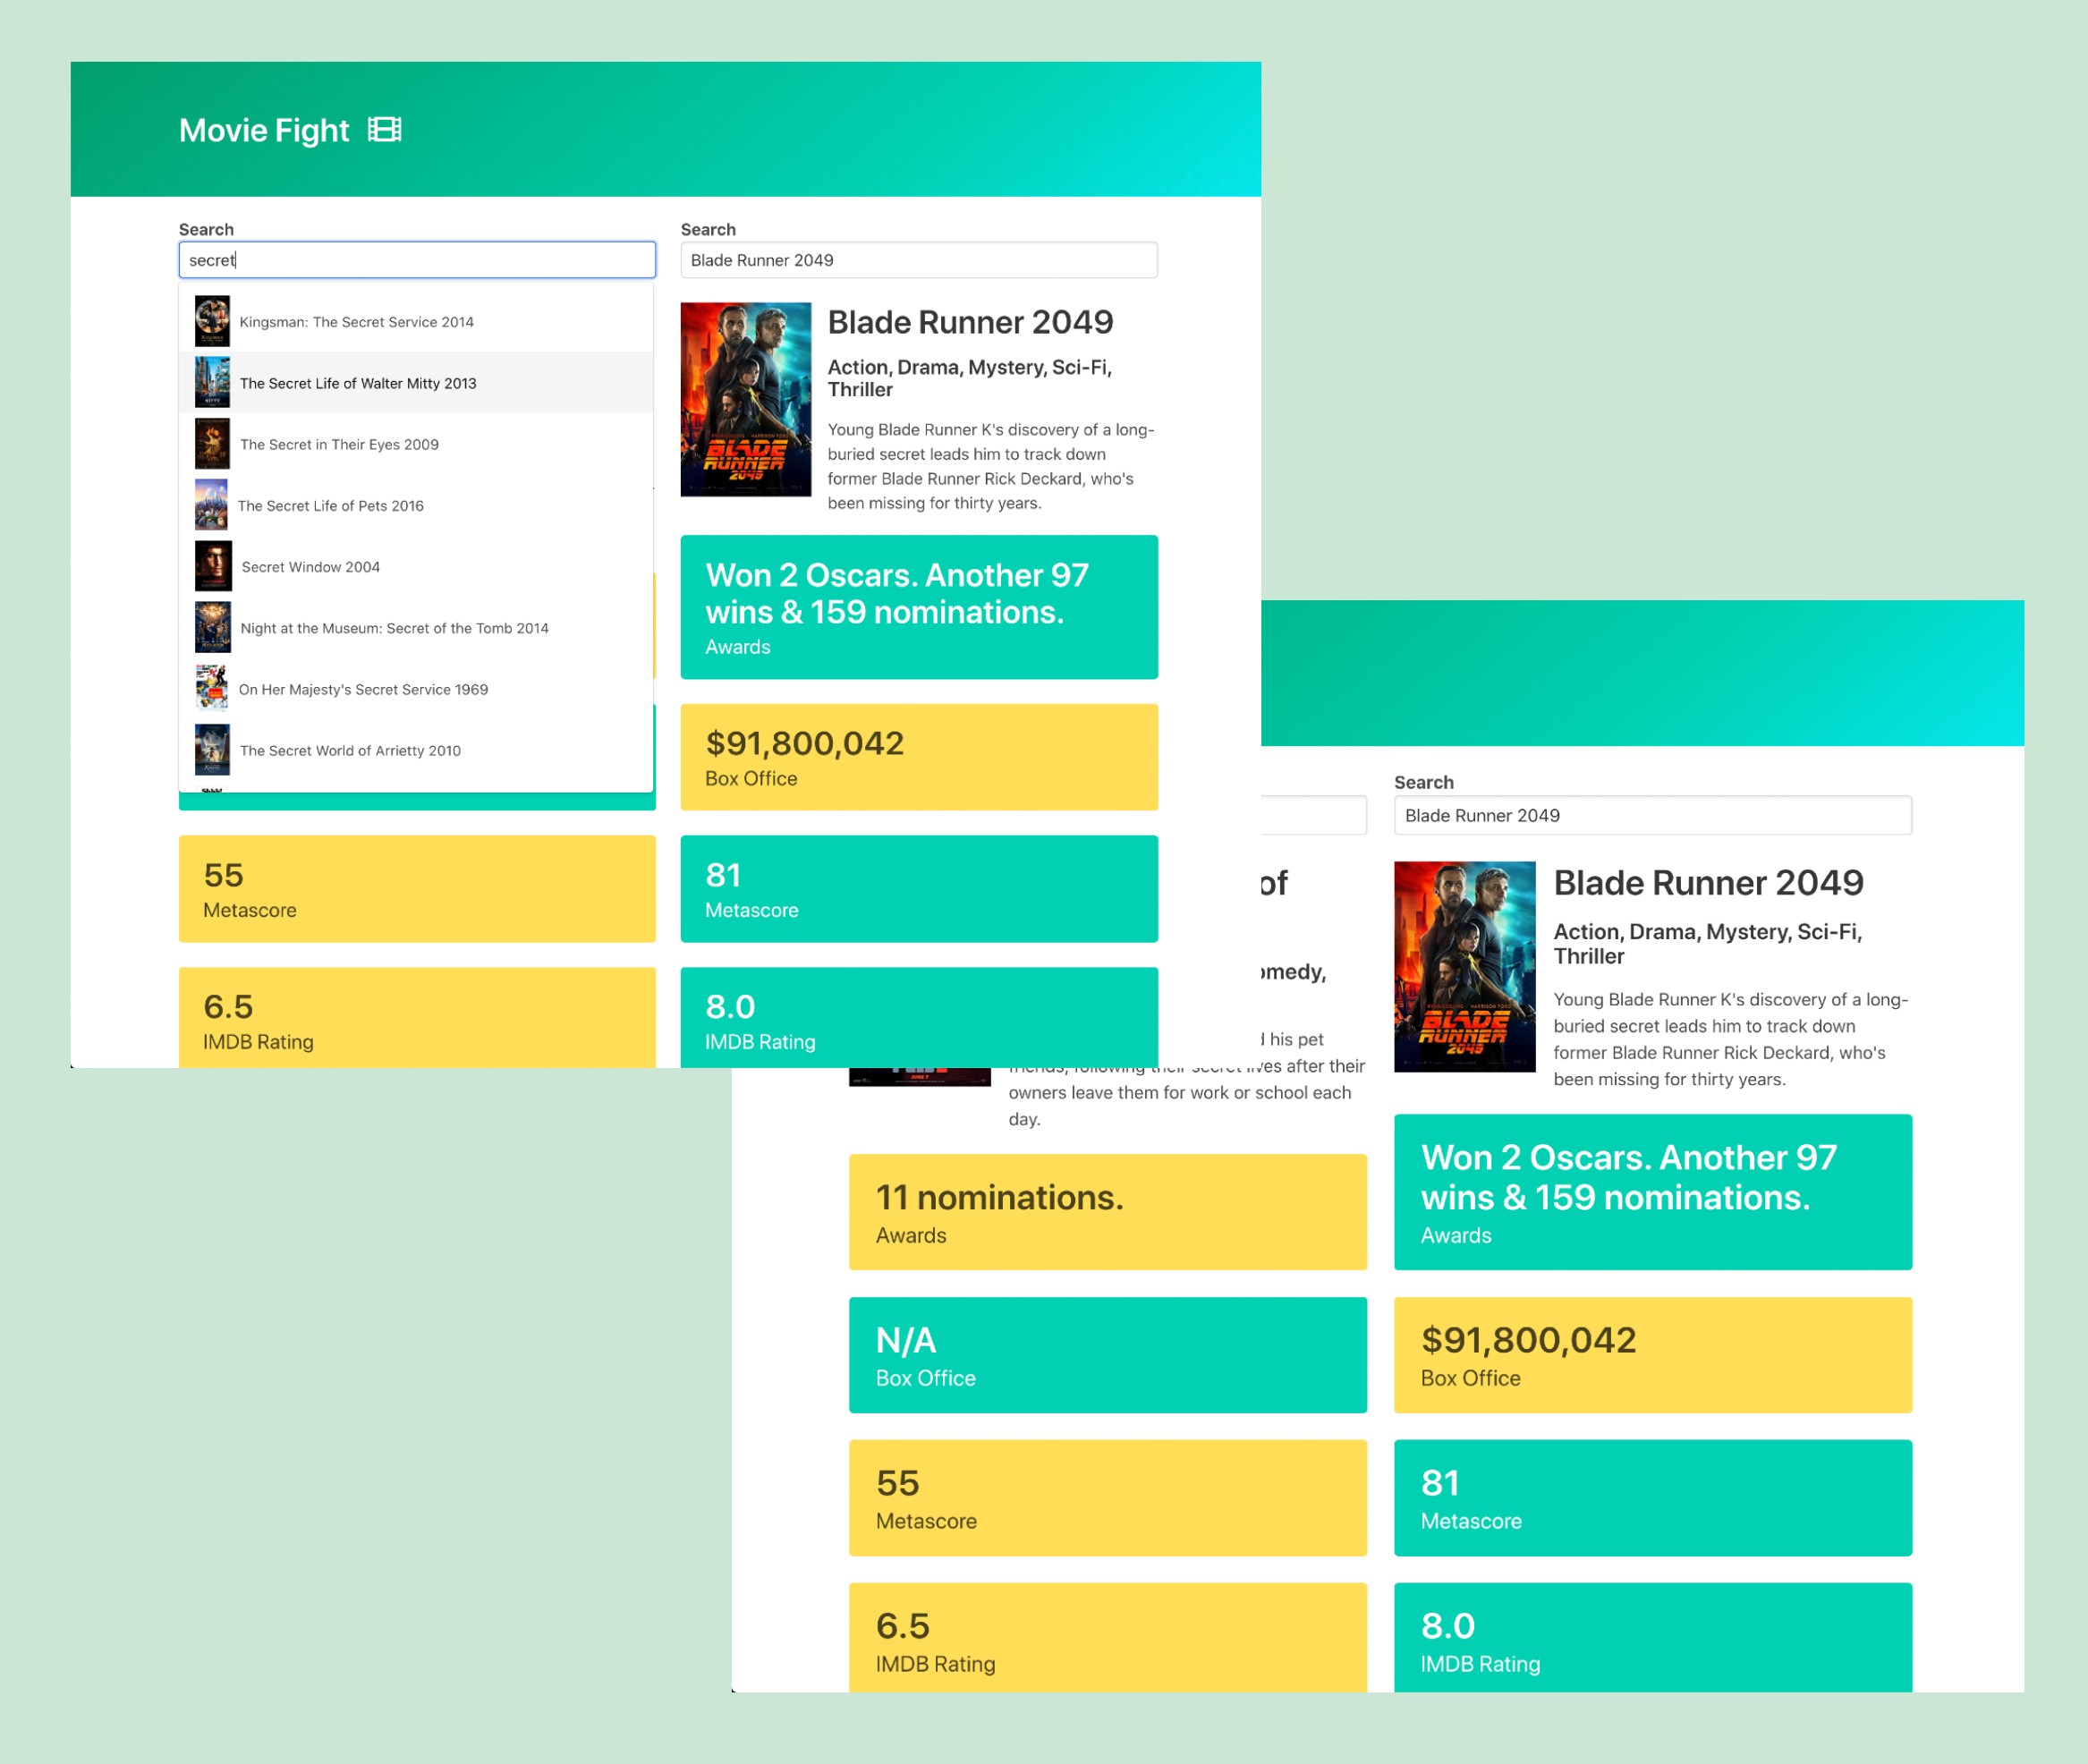 Movie Fight
Search
secret
Kingsman: The Secret Service 2014
The Secret Life of Walter Mitty 2013
The Secret in Their Eyes 2009
The Secret Life of Pets 2016
Secret Window 2004
Night at the Museum: Secret of the Tomb 2014
On Her Majesty's Secret Service 1969
The Secret World of Arrietty 2010
55
Metascore
6.5
IMDB Rating
Search
Blade Runner 2049
BLADE
RUNNER
2049
Blade Runner 2049
Action, Drama, Mystery, Sci-Fi,
Thriller
Young Blade Runner K's discovery of a long-
buried secret leads him to track down
former Blade Runner Rick Deckard, who's
been missing for thirty years.
Won 2 Oscars. Another 97
wins & 159 nominations.
Awards
$91,800,042
Box Office
81
Metascore
8.0
IMDB Rating
of
omedy,
d his pet
friends, following their secret lives after their
owners leave them for work or school each
day.
11 nominations.
Awards
N/A
Box Office
55
Metascore
6.5
IMDB Rating
Search
Blade Runner 2049
BLADE
RUNNER
2049
Blade Runner 2049
Action, Drama, Mystery, Sci-Fi,
Thriller
Young Blade Runner K's discovery of a long-
buried secret leads him to track down
former Blade Runner Rick Deckard, who's
been missing for thirty years.
Won 2 Oscars. Another 97
wins & 159 nominations.
Awards
$91,800,042
Box Office
81
Metascore
8.0
IMDB Rating